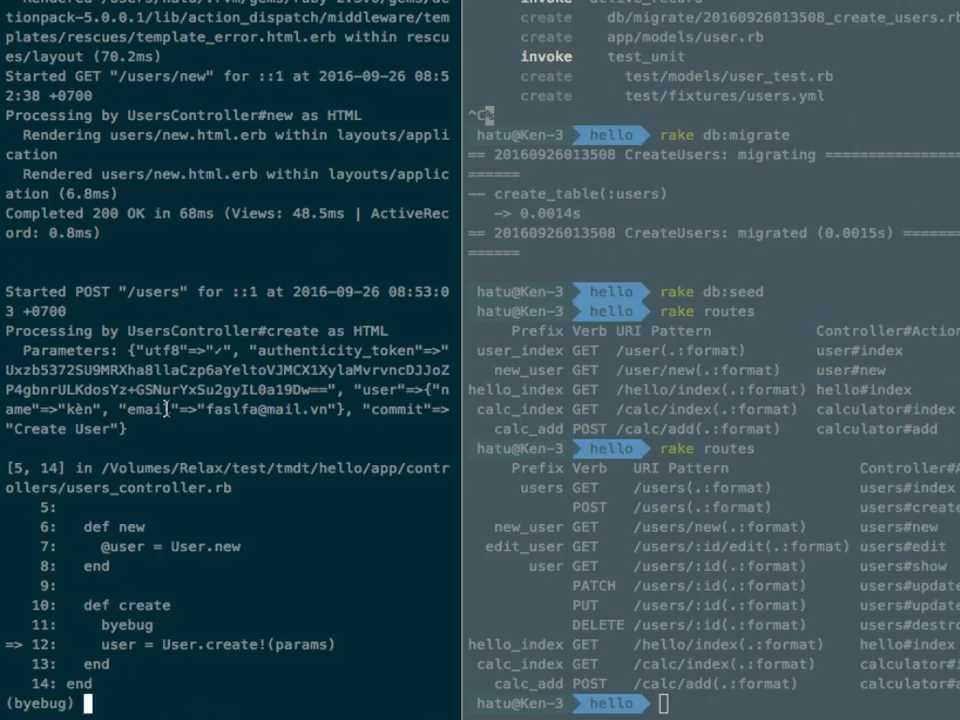 actionpack-5.0.0.1/lib/action_dispatch/middleware/tem
plates/rescues/template_error.html.erb within rescu
es/layout (70.2ms)
Started GET "/users/new" for ::1 at 2016-09-26 08:5
2:38 +0700
Processing by UsersController#new as HTML
  Rendering users/new.html.erb within layouts/appli
cation
  Rendered users/new.html.erb within layouts/applic
ation (6.8ms)
Completed 200 OK in 68ms (Views: 48.5ms | ActiveRec
ord: 0.8ms)
Started POST "/users" for ::1 at 2016-09-26 08:53:0
3 +0700
Processing by UsersController#create as HTML
  Parameters: {"utf8"=>"✓", "authenticity_token"=>"
Uxzb5372SU9MRXha8llaCzp6aYeltoVJMCX1XylaMvrvncDJJoZ
P4gbnrULKdosYz+GSNurYxSu2gyIL0a19Dw==", "user"=>{"n
ame"=>"kèn", "email"=>"faslfa@mail.vn"}, "commit"=>
"Create User"}
[5, 14] in /Volumes/Relax/test/tmdt/hello/app/contr
ollers/users_controller.rb
    5:
    6:   def new
    7:     @user = User.new
    8:   end
    9:
   10:   def create
   11:     byebug
=> 12:     user = User.create!(params)
   13:   end
   14: end
(byebug)
invoke active_record
create db/migrate/20160926013508_create_users.rb
create app/models/user.rb
invoke test_unit
create test/models/user_test.rb
create test/fixtures/users.yml
^C%
hatu@Ken-3 hello rake db:migrate
== 20160926013508 CreateUsers: migrating ===============
======
-- create_table(:users)
   -> 0.0014s
== 20160926013508 CreateUsers: migrated (0.0015s) ======
======
hatu@Ken-3 hello rake db:seed
hatu@Ken-3 hello rake routes
Prefix Verb URI Pattern Controller#Action
user_index GET /user(.:format) user#index
new_user GET /user/new(.:format) user#new
hello_index GET /hello/index(.:format) hello#index
calc_index GET /calc/index(.:format) calculator#index
calc_add POST /calc/add(.:format) calculator#add
hatu@Ken-3 hello rake routes
Prefix Verb URI Pattern Controller#A
users GET /users(.:format) users#index
POST /users(.:format) users#create
new_user GET /users/new(.:format) users#new
edit_user GET /users/:id/edit(.:format) users#edit
user GET /users/:id(.:format) users#show
PATCH /users/:id(.:format) users#update
PUT /users/:id(.:format) users#update
DELETE /users/:id(.:format) users#destro
hello_index GET /hello/index(.:format) hello#index
calc_index GET /calc/index(.:format) calculator#i
calc_add POST /calc/add(.:format) calculator#a
hatu@Ken-3 hello